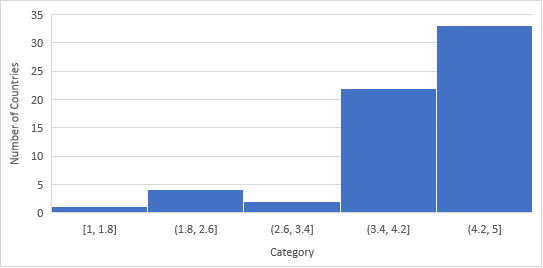 35
30
25
20
15
10
5
0
Number of Countries
[1, 1.8] (1.8, 2.6] (2.6, 3.4] (3.4, 4.2] (4.2, 5]
Category